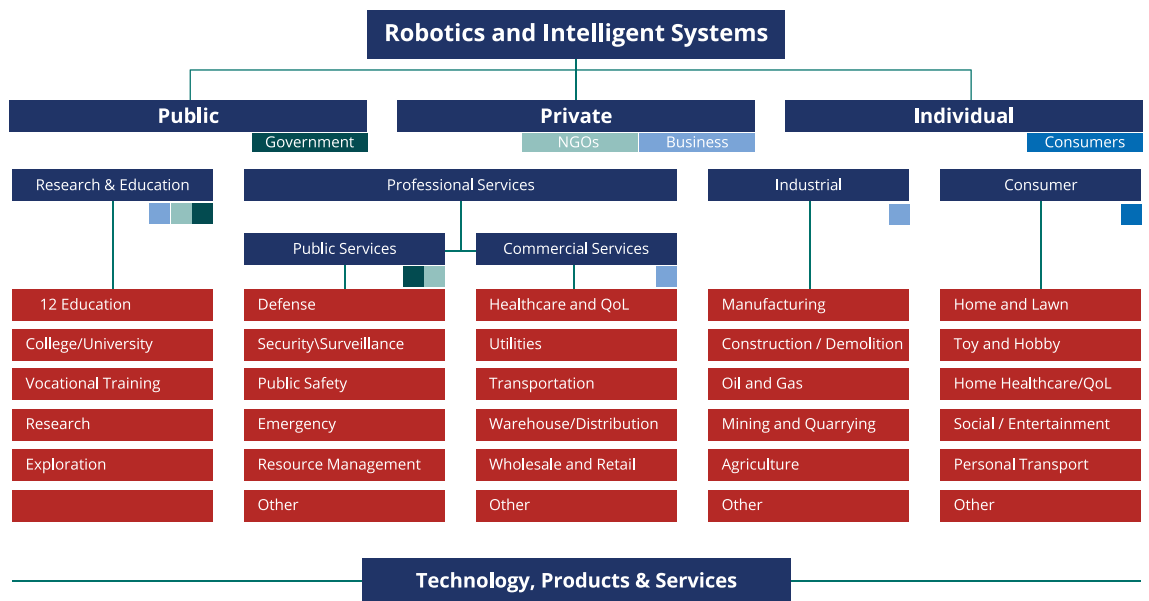 Robotics and Intelligent Systems
Public
Private
Individual
Government
NGOs
Business
Consumers
Research & Education
Professional Services
Industrial
Consumer
Public Services
Commercial Services
12 Education
College/University
Vocational Training
Research
Exploration
Defense
Security\Surveillance
Public Safety
Emergency
Resource Management
Other
Healthcare and QoL
Utilities
Transportation
Warehouse/Distribution
Wholesale and Retail
Other
Manufacturing
Construction / Demolition
Oil and Gas
Mining and Quarrying
Agriculture
Other
Home and Lawn
Toy and Hobby
Home Healthcare/QoL
Social / Entertainment
Personal Transport
Other
Technology, Products & Services